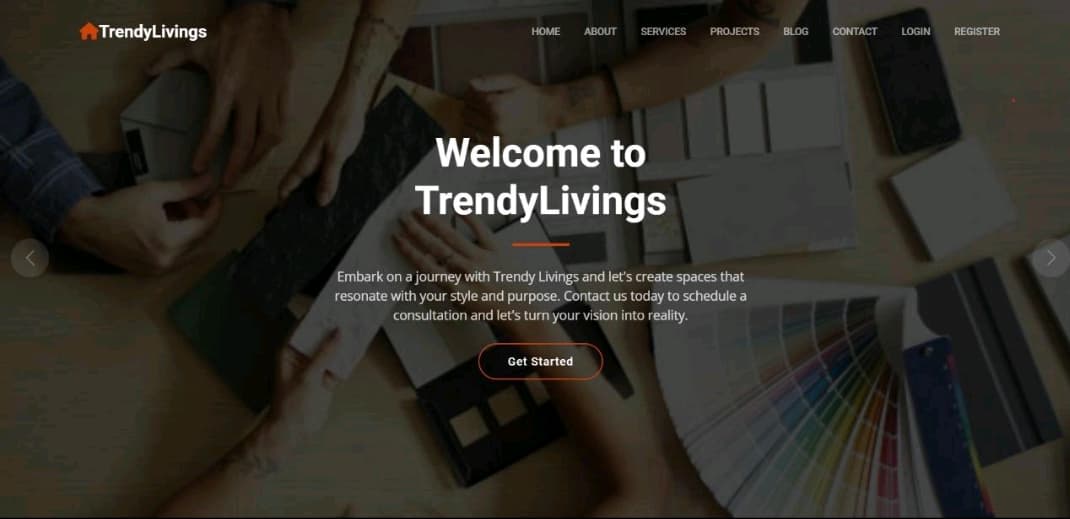 TrendyLivings
HOME ABOUT SERVICES PROJECTS BLOG CONTACT LOGIN REGISTER
Welcome to
TrendyLivings
Embark on a journey with Trendy Livings and let's create spaces that
resonate with your style and purpose. Contact us today to schedule a
consultation and let's turn your vision into reality.
Get Started